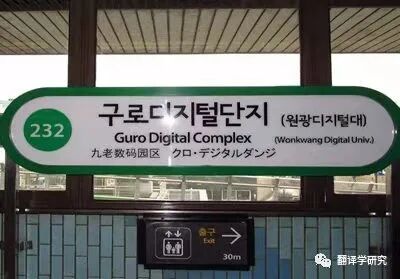 232
구로디지털단지 (원광디지털대)
Guro Digital Complex (Wonkwang Digital Univ.)
九老数码园区 クロ・デジタルダンジ
출구
Exit
30m
翻译学研究